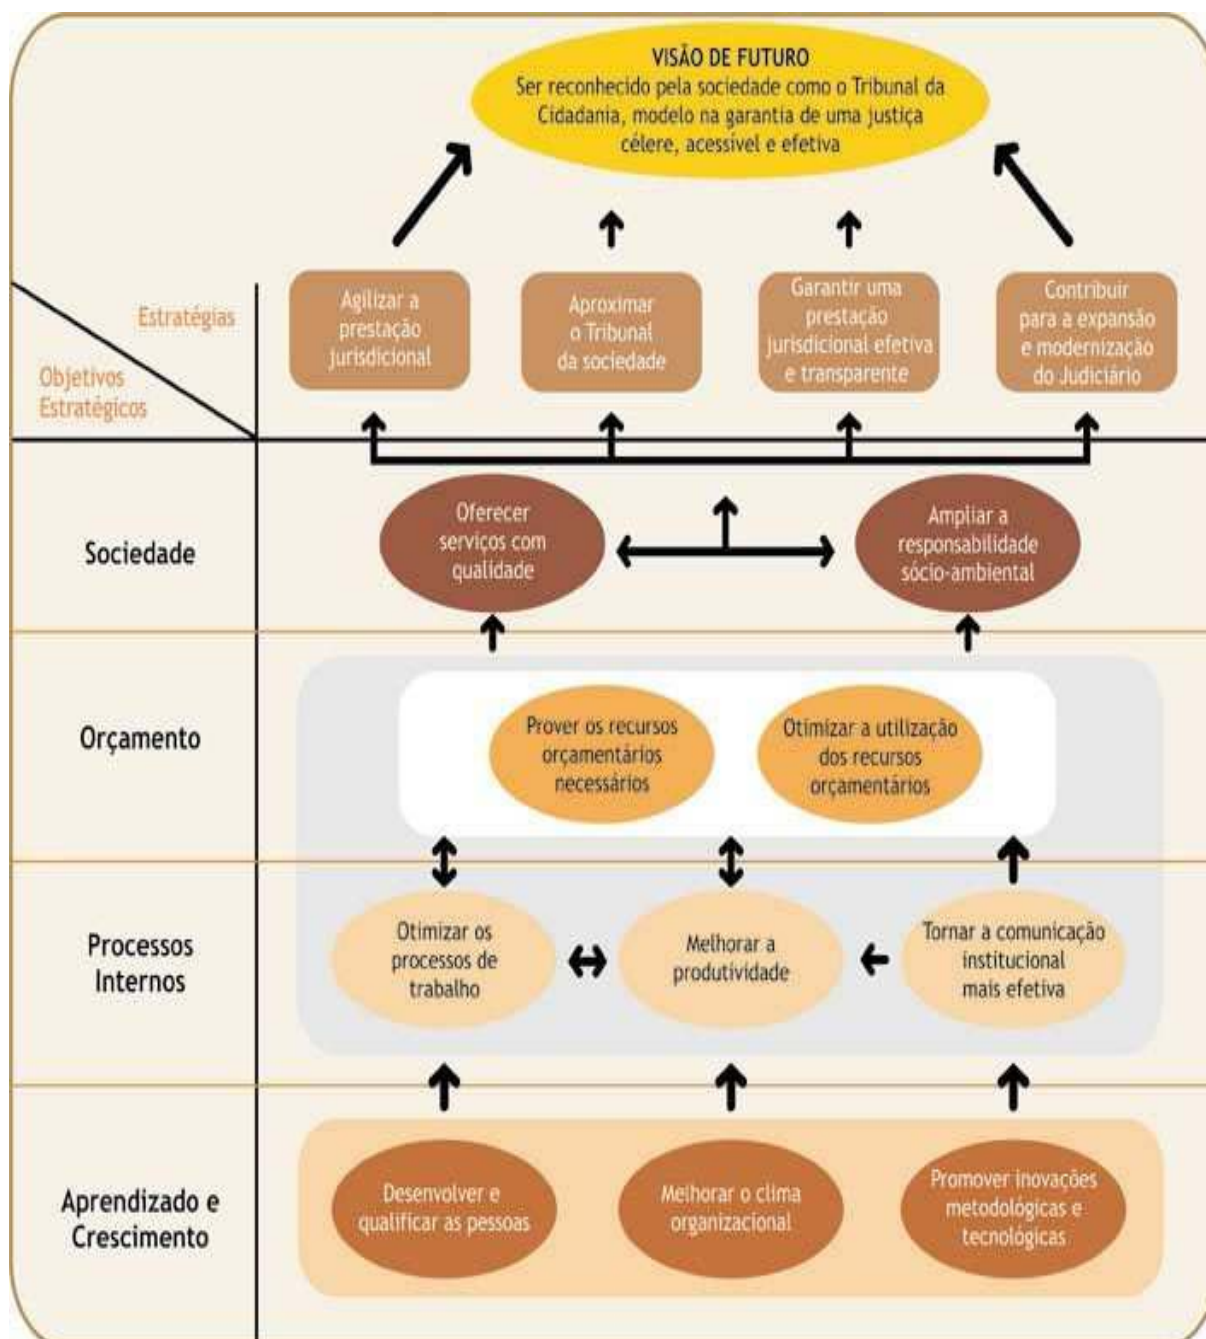 VISÃO DE FUTURO
Ser reconhecido pela sociedade como o Tribunal da
Cidadania, modelo na garantia de uma justiça
célere, acessível e efetiva
Estratégias
Objetivos
Estratégicos
Agilizar a
prestação
jurisdicional
Aproximar
o Tribunal
da sociedade
Garantir uma
prestação
jurisdicional efetiva
e transparente
Contribuir
para a expansão
e modernização
do Judiciário
Sociedade
Oferecer
serviços com
qualidade
Ampliar a
responsabilidade
sócio-ambiental
Orçamento
Prover os recursos
orçamentários
necessários
Otimizar a utilização
dos recursos
orçamentários
Processos
Internos
Otimizar os
processos de
trabalho
Melhorar a
produtividade
Tornar a comunicação
institucional
mais efetiva
Aprendizado e
Crescimento
Desenvolver e
qualificar as pessoas
Melhorar o clima
organizacional
Promover inovações
metodológicas e
tecnológicas